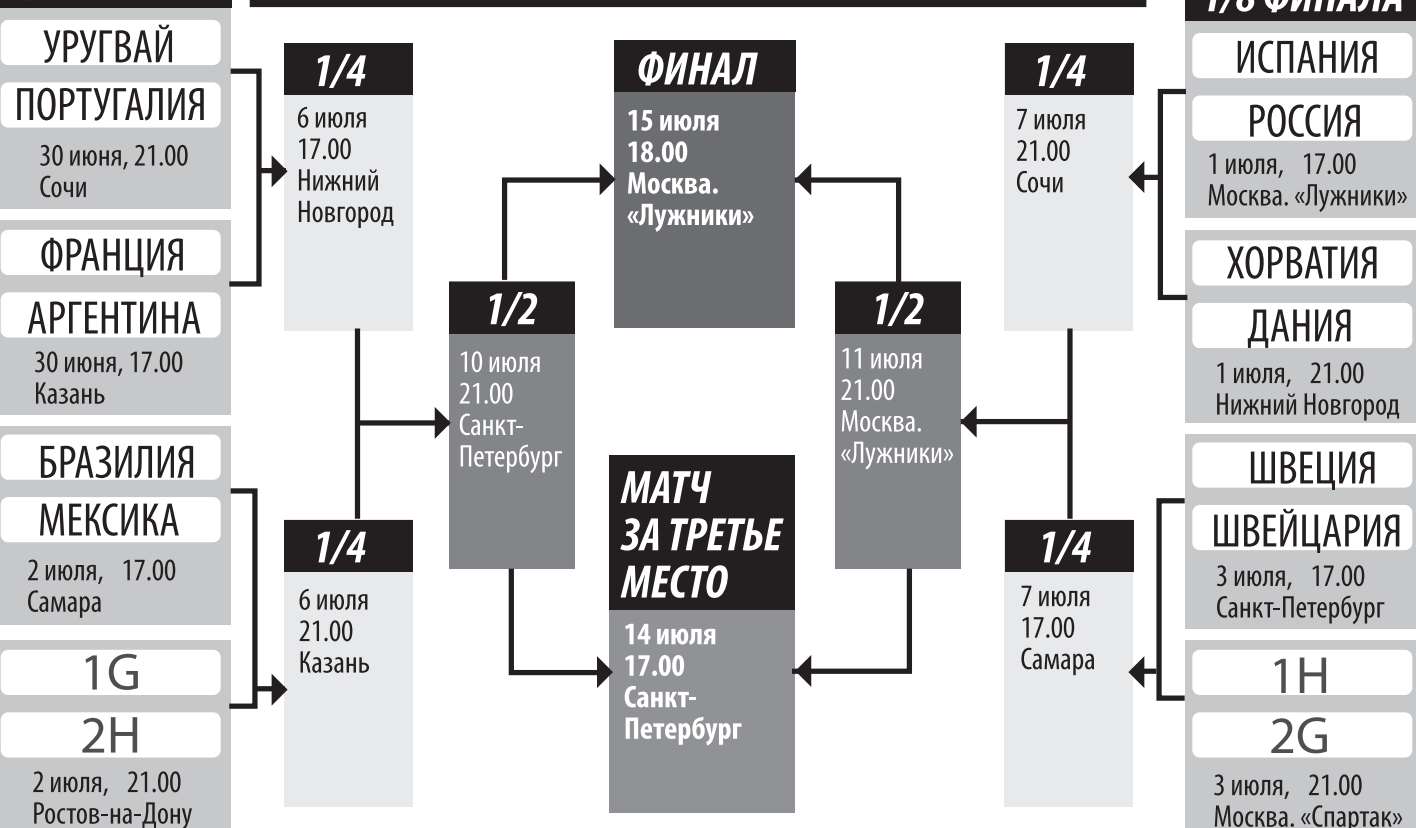 1/8 ФИНАЛА
УРУГВАЙ
ПОРТУГАЛИЯ
30 июня, 21.00
Сочи
ФРАНЦИЯ
АРГЕНТИНА
30 июня, 17.00
Казань
БРАЗИЛИЯ
МЕКСИКА
2 июля, 17.00
Самара
1G
2H
2 июля, 21.00
Ростов-на-Дону
1/4
6 июля
17.00
Нижний
Новгород
1/4
6 июля
21.00
Казань
1/2
10 июля
21.00
Санкт-
Петербург
ФИНАЛ
15 июля
18.00
Москва.
«Лужники»
МАТЧ
ЗА ТРЕТЬЕ
МЕСТО
14 июля
17.00
Санкт-
Петербург
1/2
11 июля
21.00
Москва.
«Лужники»
1/4
7 июля
21.00
Сочи
1/4
7 июля
17.00
Самара
ИСПАНИЯ
РОССИЯ
1 июля, 17.00
Москва. «Лужники»
ХОРВАТИЯ
ДАНИЯ
1 июля, 21.00
Нижний Новгород
ШВЕЦИЯ
ШВЕЙЦАРИЯ
3 июля, 17.00
Санкт-Петербург
1H
2G
3 июля, 21.00
Москва. «Спартак»